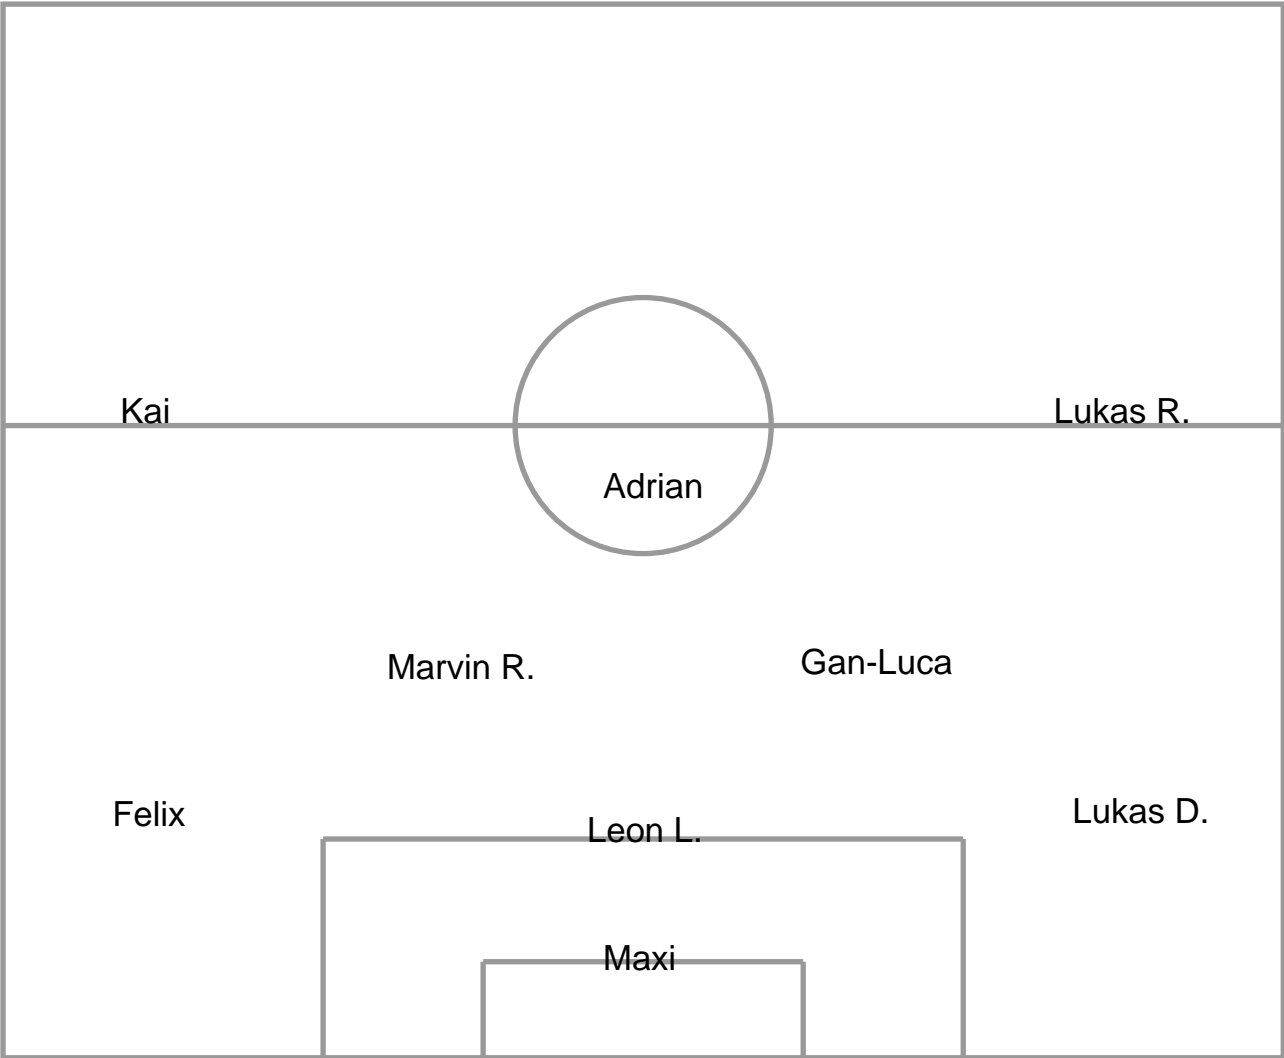 Kai
Lukas R.
Adrian
Marvin R.
Gan-Luca
Felix
Leon L.
Lukas D.
Maxi